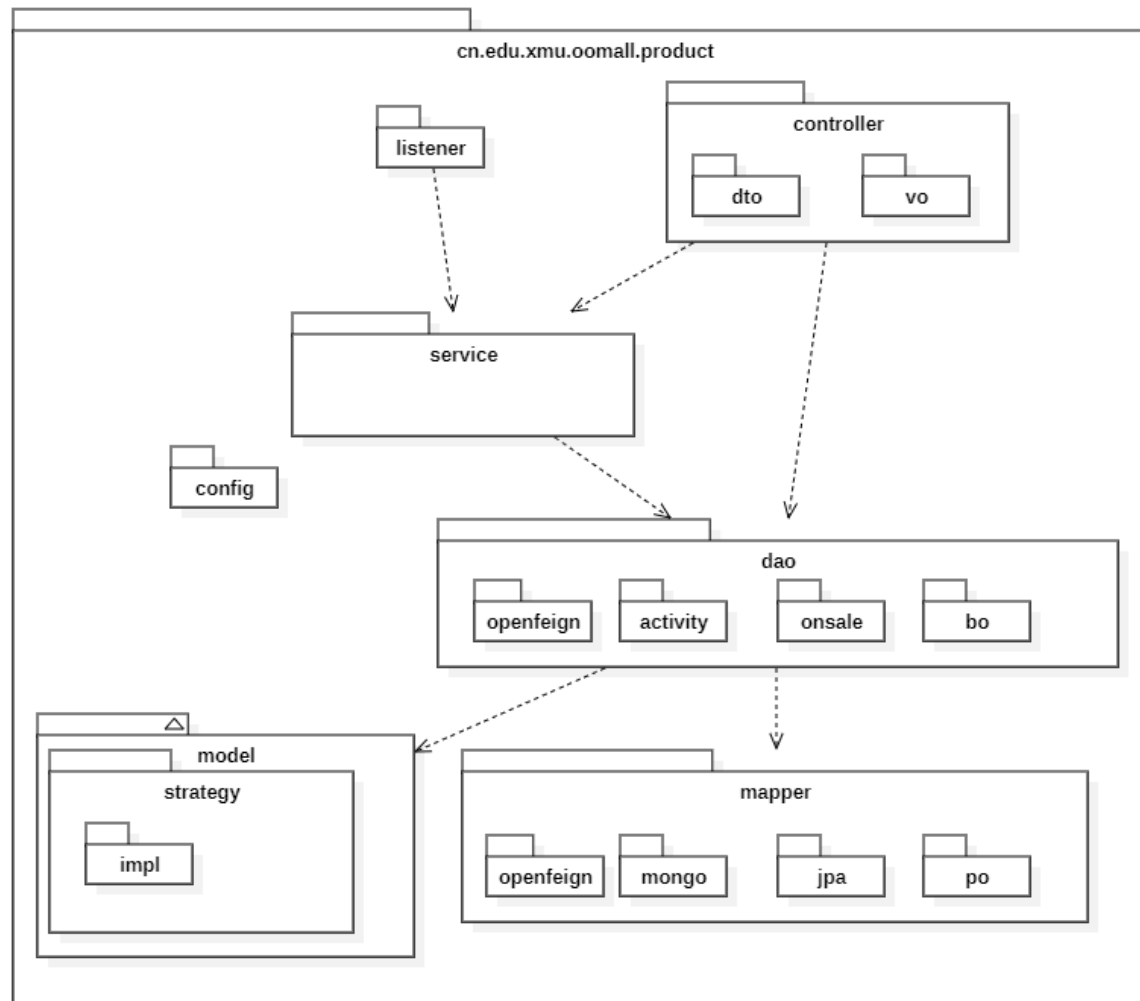 cn.edu.xmu.oomall.product
listener
controller
dto
vo
service
config
dao
openfeign
activity
onsale
bo
model
strategy
impl
mapper
openfeign
mongo
jpa
po